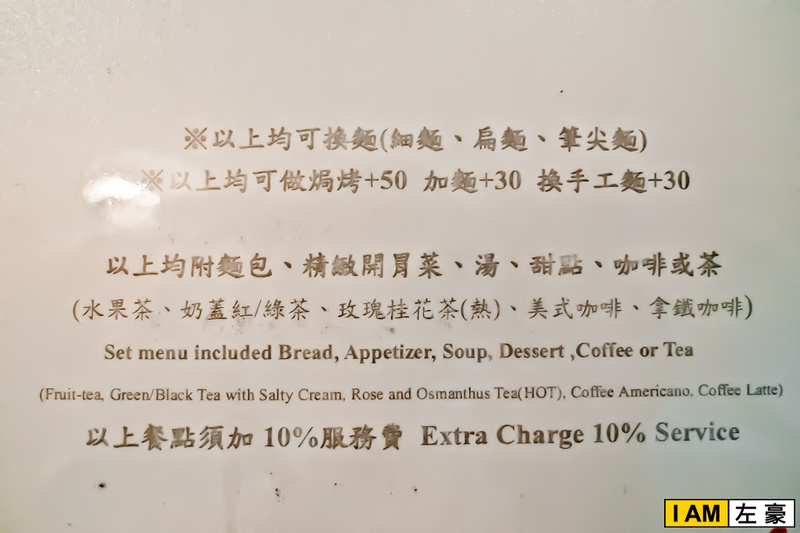 ※以上均可換麵(細麵、扁麵、筆尖麵)
※以上均可做焗烤+50 加麵+30 換手工麵+30
以上均附麵包、精緻開胃菜、湯、甜點、咖啡或茶
(水果茶、奶蓋紅/綠茶、玫瑰桂花茶(熱)、美式咖啡、拿鐵咖啡)
Set menu included Bread, Appetizer, Soup, Dessert ,Coffee or Tea
(Fruit-tea, Green/Black Tea with Salty Cream, Rose and Osmanthus Tea(HOT), Coffee Americano, Coffee Latte)
以上餐點須加 10%服務費 Extra Charge 10% Service
I AM 左豪